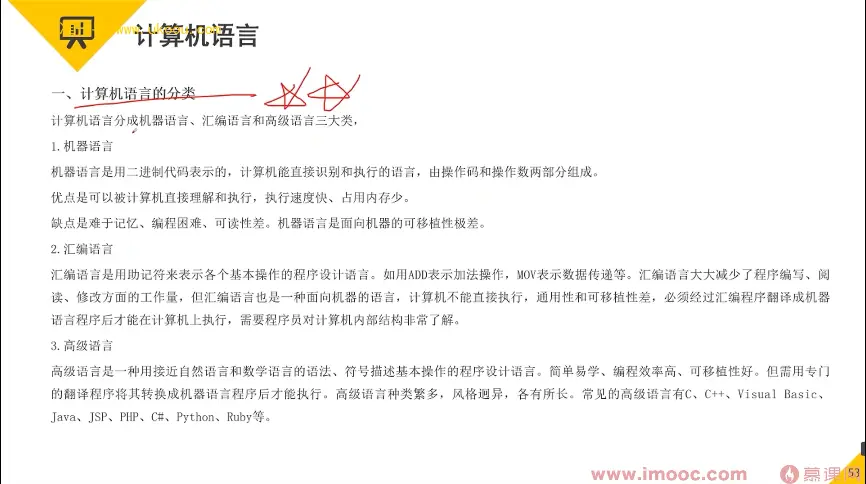 计算机语言
一、计算机语言的分类
计算机语言分成机器语言、汇编语言和高级语言三大类，
1.机器语言
机器语言是用二进制代码表示的，计算机能直接识别和执行的语言，由操作码和操作数两部分组成。
优点是可以被计算机直接理解和执行，执行速度快、占用内存少。
缺点是难于记忆、编程困难、可读性差。机器语言是面向机器的可移植性极差。
2.汇编语言
汇编语言是用助记符来表示各个基本操作的程序设计语言。如用ADD表示加法操作，MOV表示数据传递等。汇编语言大大减少了程序编写、阅
读、修改方面的工作量，但汇编语言也是一种面向机器的语言，计算机不能直接执行，通用性和可移植性差，必须经过汇编程序翻译成机器
语言程序后才能在计算机上执行，需要程序员对计算机内部结构非常了解。
3.高级语言
高级语言是一种用接近自然语言和数学语言的语法、符号描述基本操作的程序设计语言。简单易学、编程效率高、可移植性好。但需用专门
的翻译程序将其转换成机器语言程序后才能执行。高级语言种类繁多，风格迥异，各有所长。常见的高级语言有C、C++、Visual Basic、
Java、JSP、PHP、C#、Python、Ruby等。
www.imooc.com
慕课
53